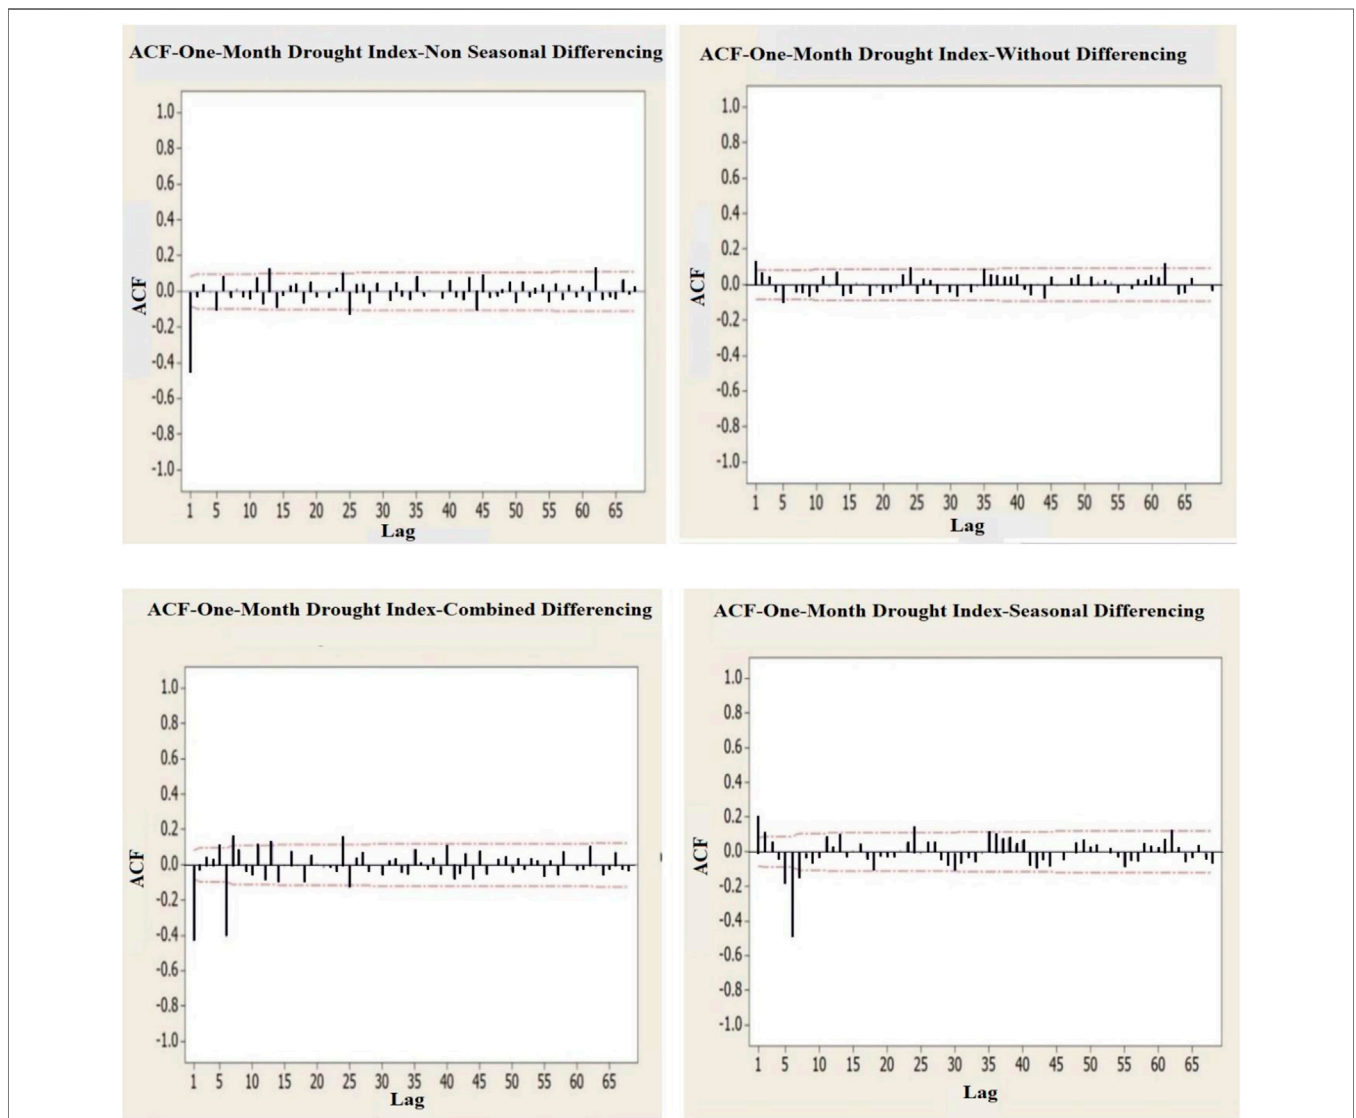 ACF-One-Month Drought Index-Non Seasonal Differencing
1.0
0.8
0.6
0.4
0.2
0.0
-0.2
-0.4
-0.6
-0.8
-1.0
ACF
1 5 10 15 20 25 30 35 40 45 50 55 60 65
Lag
ACF-One-Month Drought Index-Without Differencing
1.0
0.8
0.6
0.4
0.2
0.0
-0.2
-0.4
-0.6
-0.8
-1.0
ACF
1 5 10 15 20 25 30 35 40 45 50 55 60 65
Lag
ACF-One-Month Drought Index-Combined Differencing
1.0
0.8
0.6
0.4
0.2
0.0
-0.2
-0.4
-0.6
-0.8
-1.0
ACF
1 5 10 15 20 25 30 35 40 45 50 55 60 65
Lag
ACF-One-Month Drought Index-Seasonal Differencing
1.0
0.8
0.6
0.4
0.2
0.0
-0.2
-0.4
-0.6
-0.8
-1.0
ACF
1 5 10 15 20 25 30 35 40 45 50 55 60 65
Lag